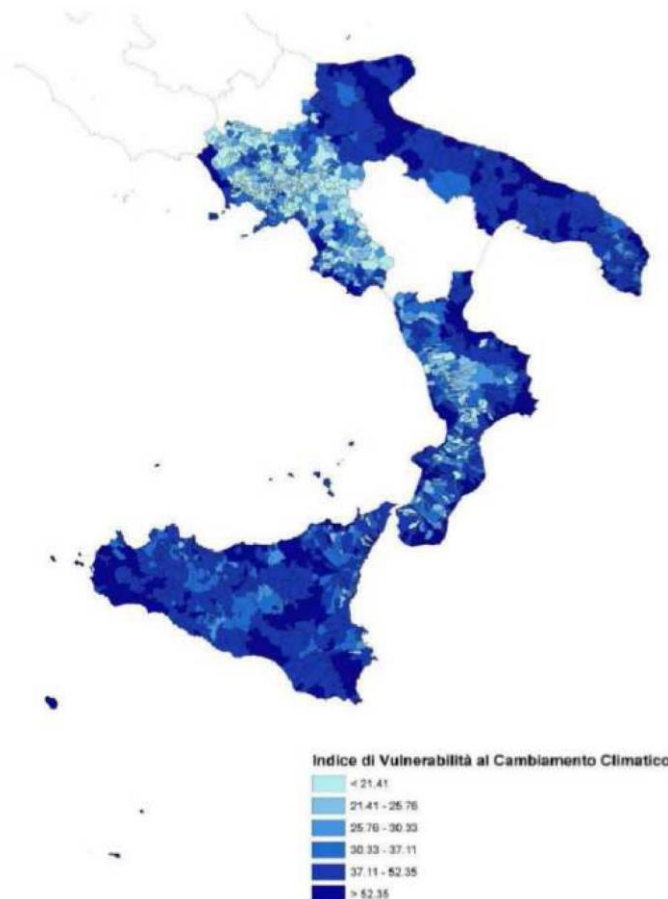 Indice di Vulnerabilità al Cambiamento Climatico
< 21.41
21.41 - 25.76
25.76 - 30.33
30.33 - 37.11
37.11 - 52.35
> 52.35